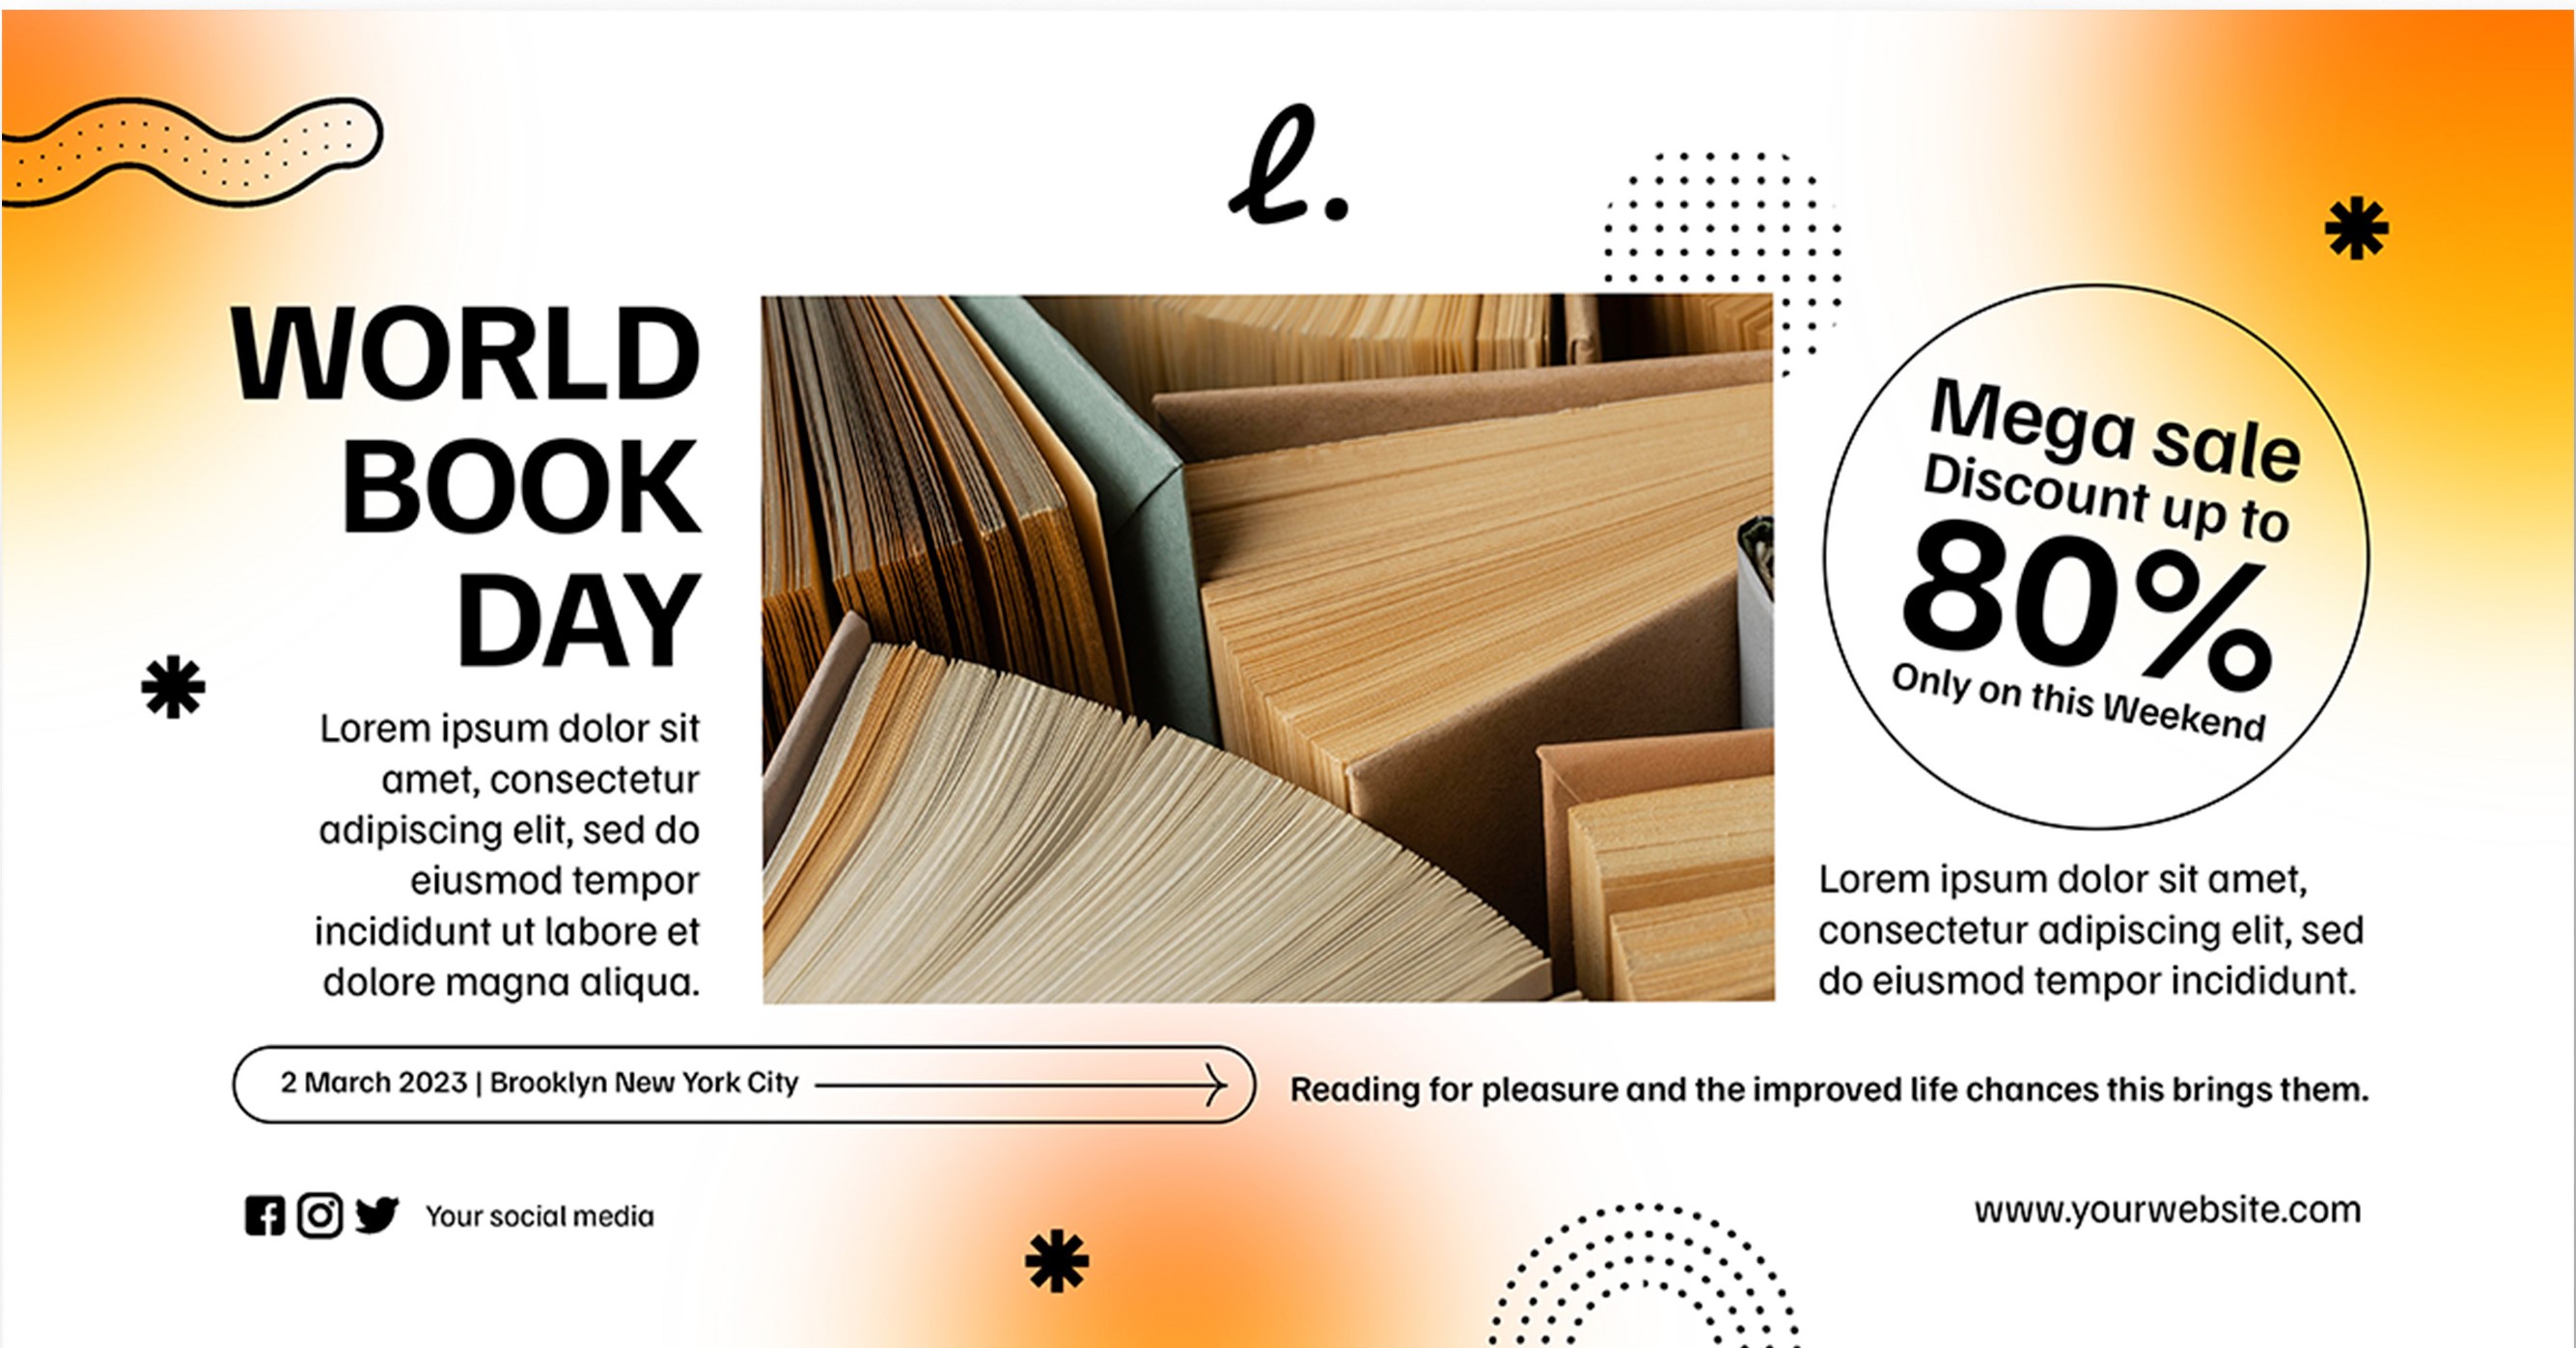 l.
WORLD
BOOK
DAY
Lorem ipsum dolor sit
amet, consectetur
adipiscing elit, sed do
eiusmod tempor
incididunt ut labore et
dolore magna aliqua.
Mega sale
Discount up to
80%
Only on this Weekend
Lorem ipsum dolor sit amet,
consectetur adipiscing elit, sed
do eiusmod tempor incididunt.
2 March 2023 | Brooklyn New York City
Reading for pleasure and the improved life chances this brings them.
Your social media
www.yourwebsite.com